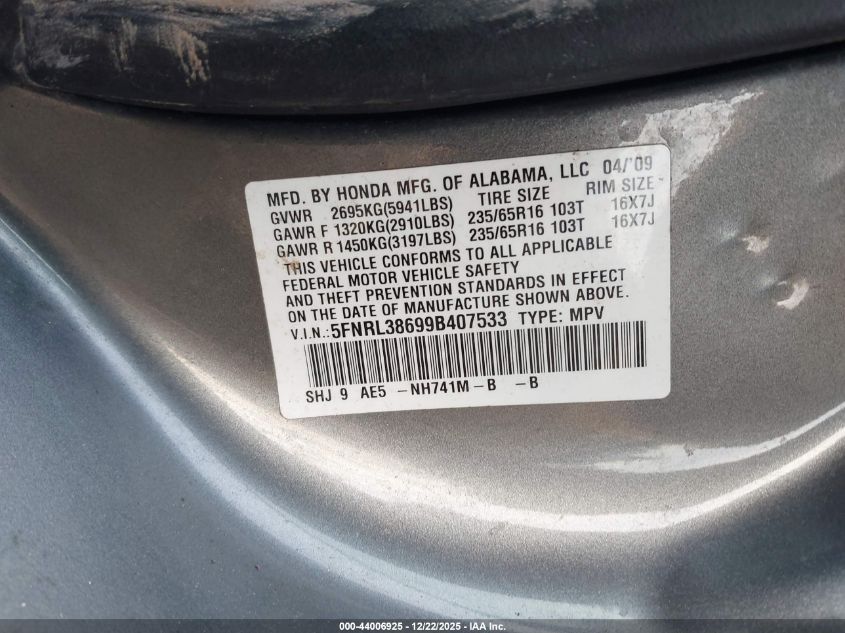 MFD. BY HONDA MFG. OF ALABAMA, LLC 04/'09
GVWR 2695KG(5941LBS) TIRE SIZE RIM SIZE
GAWR F 1320KG(2910LBS) 235/65R16 103T 16X7J
GAWR R 1450KG(3197LBS) 235/65R16 103T 16X7J
THIS VEHICLE CONFORMS TO ALL APPLICABLE
FEDERAL MOTOR VEHICLE SAFETY
AND THEFT PREVENTION STANDARDS IN EFFECT
ON THE DATE OF MANUFACTURE SHOWN ABOVE.
V.I.N.:5FNRL38699B407533 TYPE: MPV
SHJ 9 AE5 -NH741M-B -B
000-44006925 - 12/22/2025 - IAA Inc.